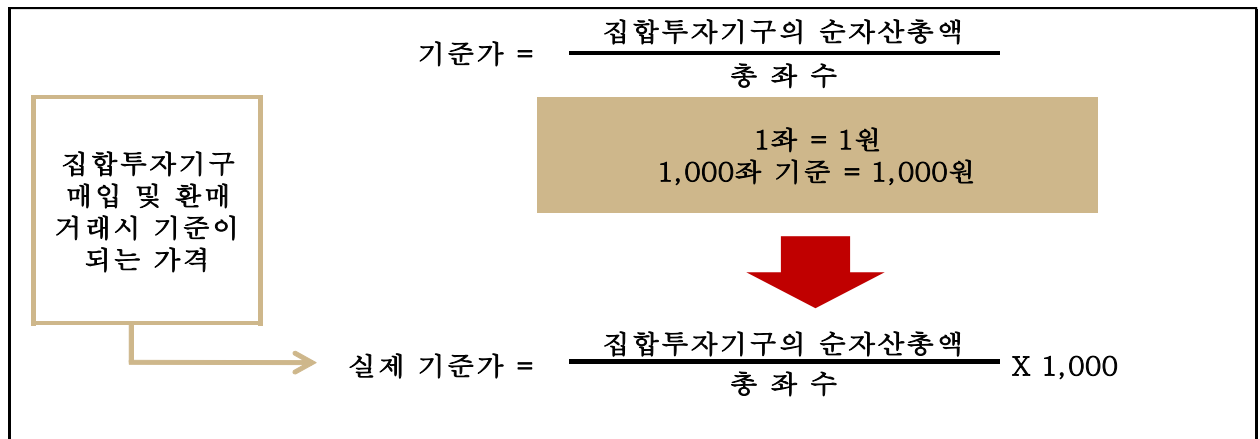 기준가 =
집합투자기구의 순자산총액
총 좌 수
1좌 = 1원
1,000좌 기준 = 1,000원
집합투자기구
매입 및 환매
거래시 기준이
되는 가격
실제 기준가 =
집합투자기구의 순자산총액
총 좌 수
X 1,000